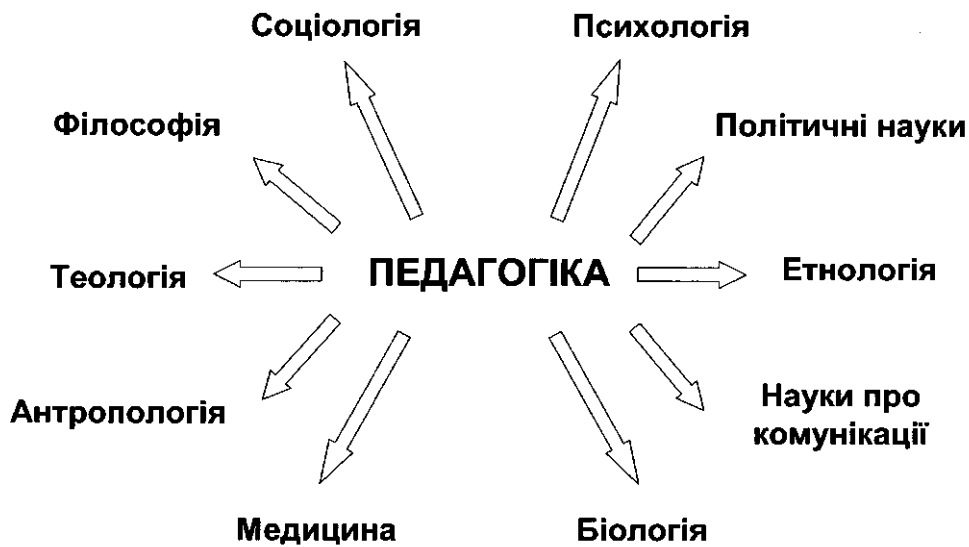 Соціологія
Психологія
Філософія
Політичні науки
Теологія
ПЕДАГОГІКА
Етнологія
Антропологія
Науки про
комунікації
Медицина
Біологія